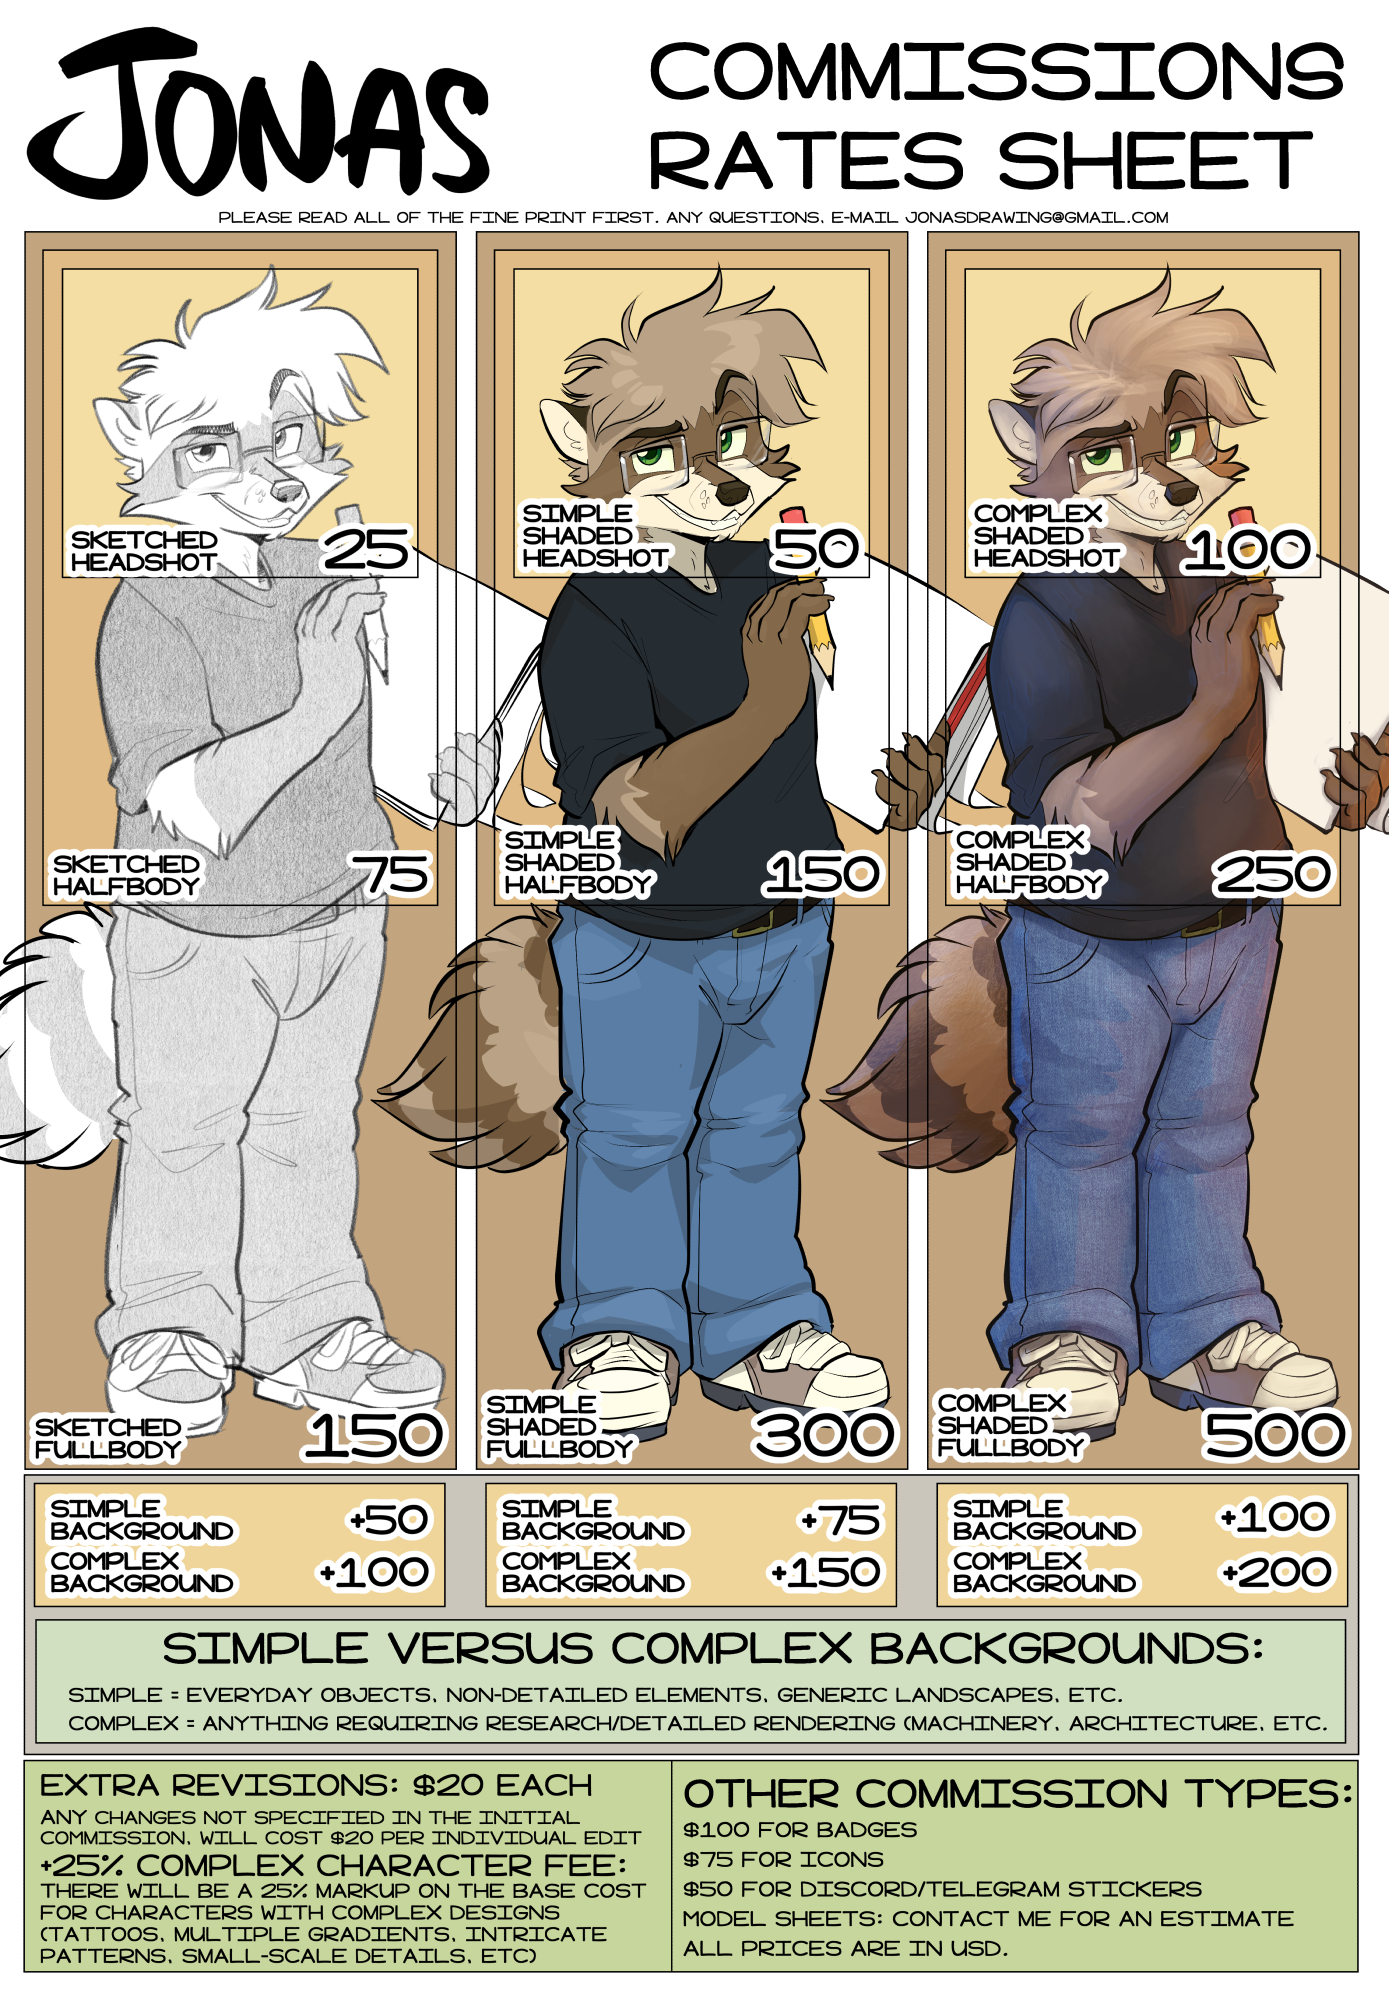 JONAS
COMMISSIONS
RATES SHEET
PLEASE READ ALL OF THE FINE PRINT FIRST. ANY QUESTIONS, E-MAIL JONASDRAWING@GMAIL.COM
SKETCHED
HEADSHOT
25
SIMPLE
SHADED
HEADSHOT
50
COMPLEX
SHADED
HEADSHOT
100
SKETCHED
HALFBODY
75
SIMPLE
SHADED
HALFBODY
150
COMPLEX
SHADED
HALFBODY
250
SKETCHED
FULLBODY
150
SIMPLE
SHADED
FULLBODY
300
COMPLEX
SHADED
FULLBODY
500
SIMPLE
BACKGROUND
+50
COMPLEX
BACKGROUND
+100
SIMPLE
BACKGROUND
+75
COMPLEX
BACKGROUND
+150
SIMPLE
BACKGROUND
+100
COMPLEX
BACKGROUND
+200
SIMPLE VERSUS COMPLEX BACKGROUNDS:
SIMPLE = EVERYDAY OBJECTS, NON-DETAILED ELEMENTS, GENERIC LANDSCAPES, ETC.
COMPLEX = ANYTHING REQUIRING RESEARCH/DETAILED RENDERING (MACHINERY, ARCHITECTURE, ETC.
EXTRA REVISIONS: $20 EACH
ANY CHANGES NOT SPECIFIED IN THE INITIAL
COMMISSION, WILL COST $20 PER INDIVIDUAL EDIT
+25% COMPLEX CHARACTER FEE:
THERE WILL BE A 25% MARKUP ON THE BASE COST
FOR CHARACTERS WITH COMPLEX DESIGNS
(TATTOOS, MULTIPLE GRADIENTS, INTRICATE
PATTERNS, SMALL-SCALE DETAILS, ETC)
OTHER COMMISSION TYPES:
$100 FOR BADGES
$75 FOR ICONS
$50 FOR DISCORD/TELEGRAM STICKERS
MODEL SHEETS: CONTACT ME FOR AN ESTIMATE
ALL PRICES ARE IN USD.